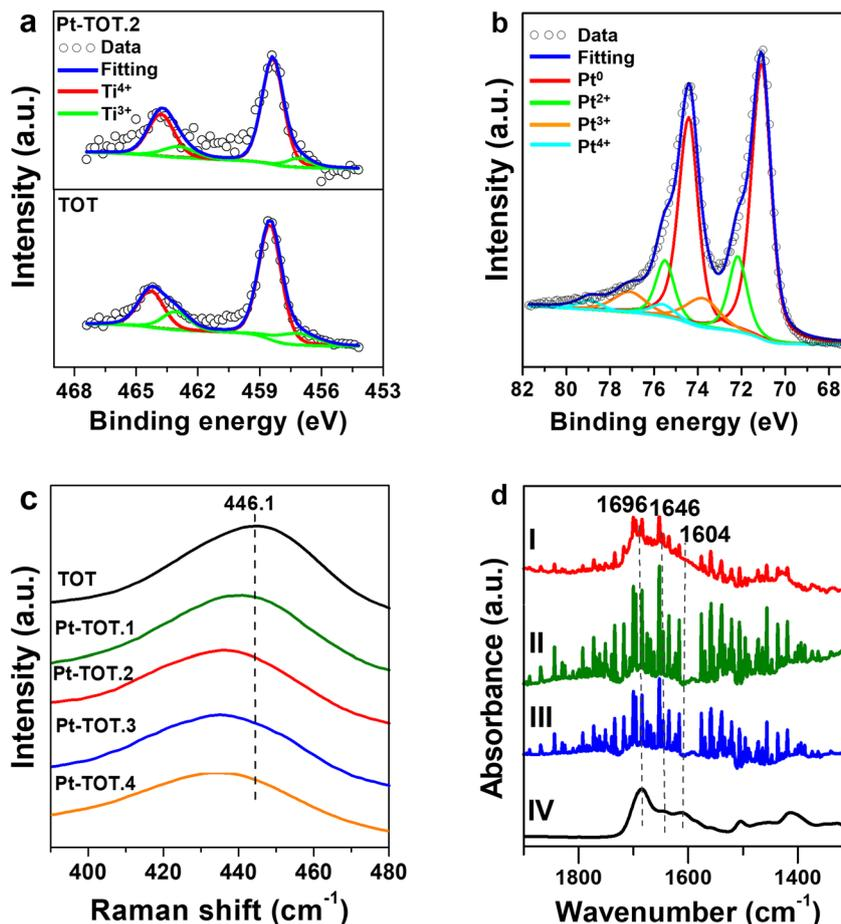 a
Pt-TOT.2
Data
Fitting
Ti⁴⁺
Ti³⁺
TOT
Intensity (a.u.)
468 465 462 459 456 453
Binding energy (eV)
b
Data
Fitting
Pt⁰
Pt²⁺
Pt³⁺
Pt⁴⁺
Intensity (a.u.)
82 80 78 76 74 72 70 68
Binding energy (eV)
c
446.1
TOT
Pt-TOT.1
Pt-TOT.2
Pt-TOT.3
Pt-TOT.4
Intensity (a.u.)
400 420 440 460 480
Raman shift (cm⁻¹)
d
1696 1646
1604
I
II
III
IV
Absorbance (a.u.)
1800 1600 1400
Wavenumber (cm⁻¹)